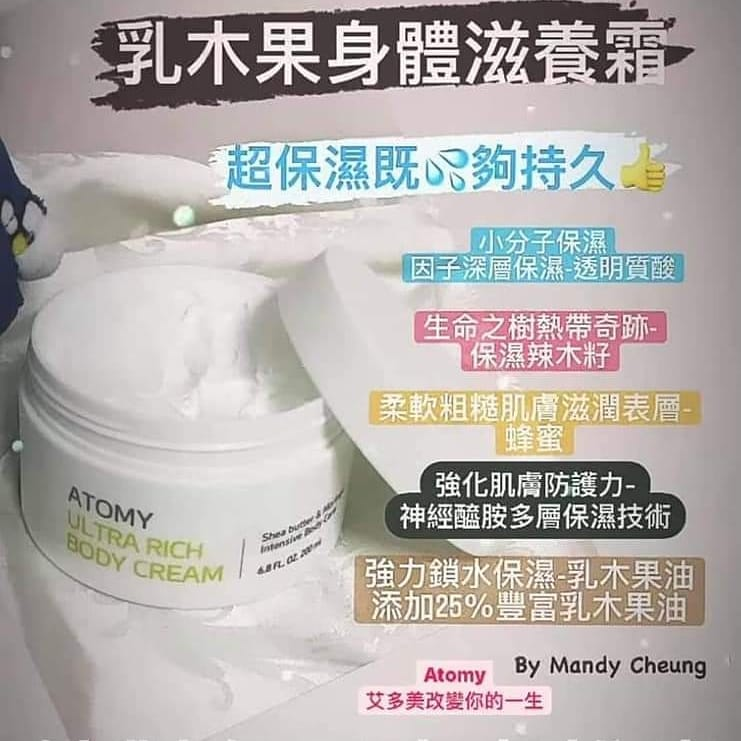 乳木果身體滋養霜
超保濕既💦夠持久👍
小分子保濕
因子深層保濕-透明質酸
生命之樹熱帶奇跡-
保濕辣木籽
柔軟粗糙肌膚滋潤表層-
蜂蜜
強化肌膚防護力-
神經醯胺多層保濕技術
強力鎖水保濕-乳木果油
添加25%豐富乳木果油
ATOMY
ULTRA RICH
BODY CREAM
Shea butter &
Intensive Body
6.8 FL. OZ. 200 ml
By Mandy Cheung
Atomy
艾多美改變你的一生